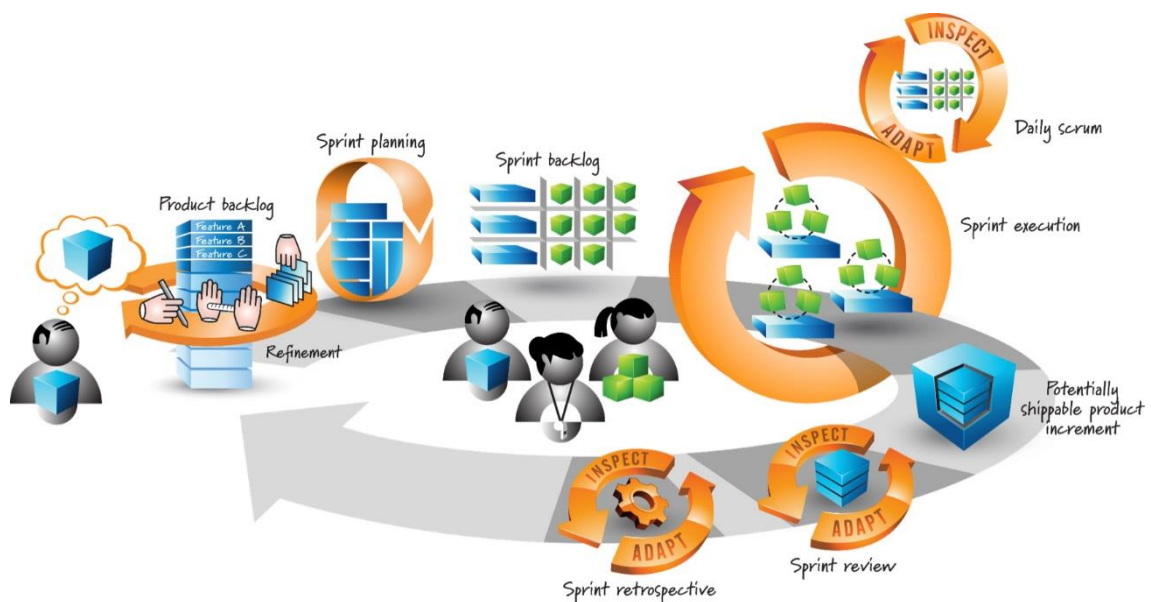 INSPECT
ADAPT
Daily scrum
Sprint planning
Sprint backlog
Product backlog
Feature A
Feature B
Feature C
Sprint execution
Refinement
Potentially
shippable product
increment
INSPECT
ADAPT
Sprint review
INSPECT
ADAPT
Sprint retrospective